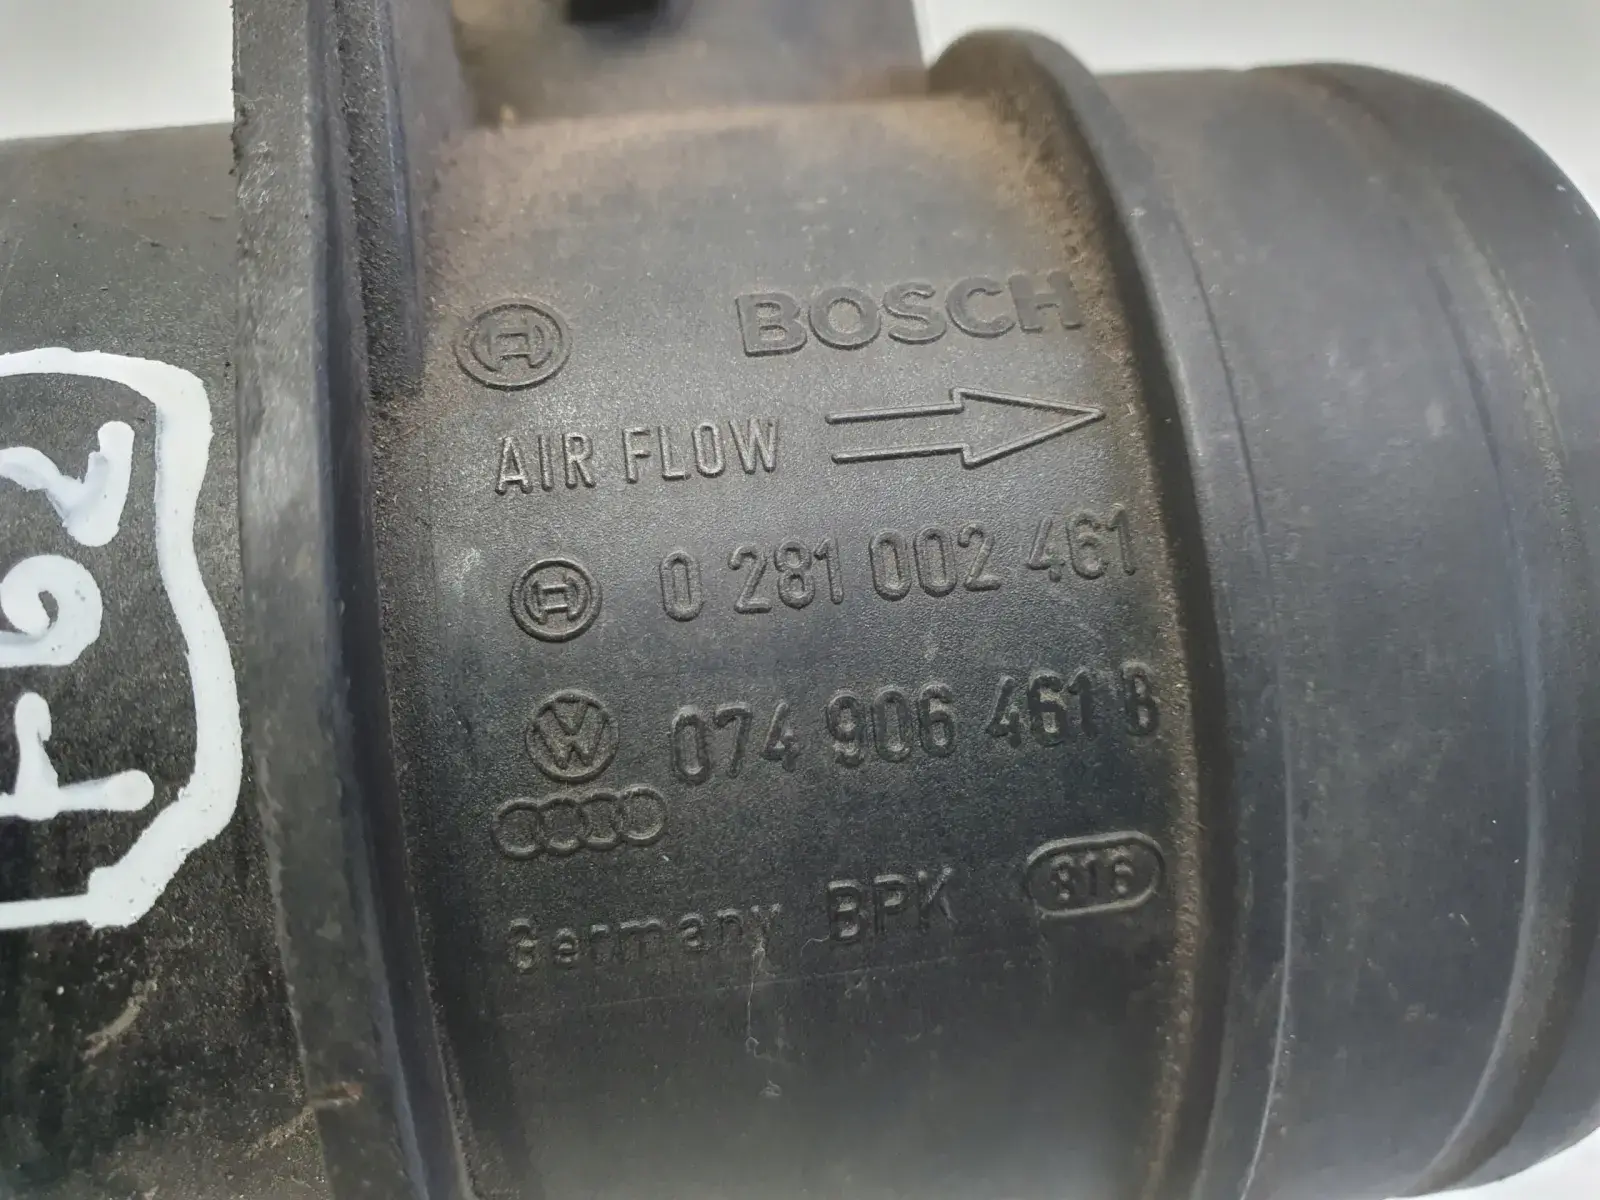 BOSCH
AIR FLOW
0 281 002 461
074 906 461 B
Germany BPK 816